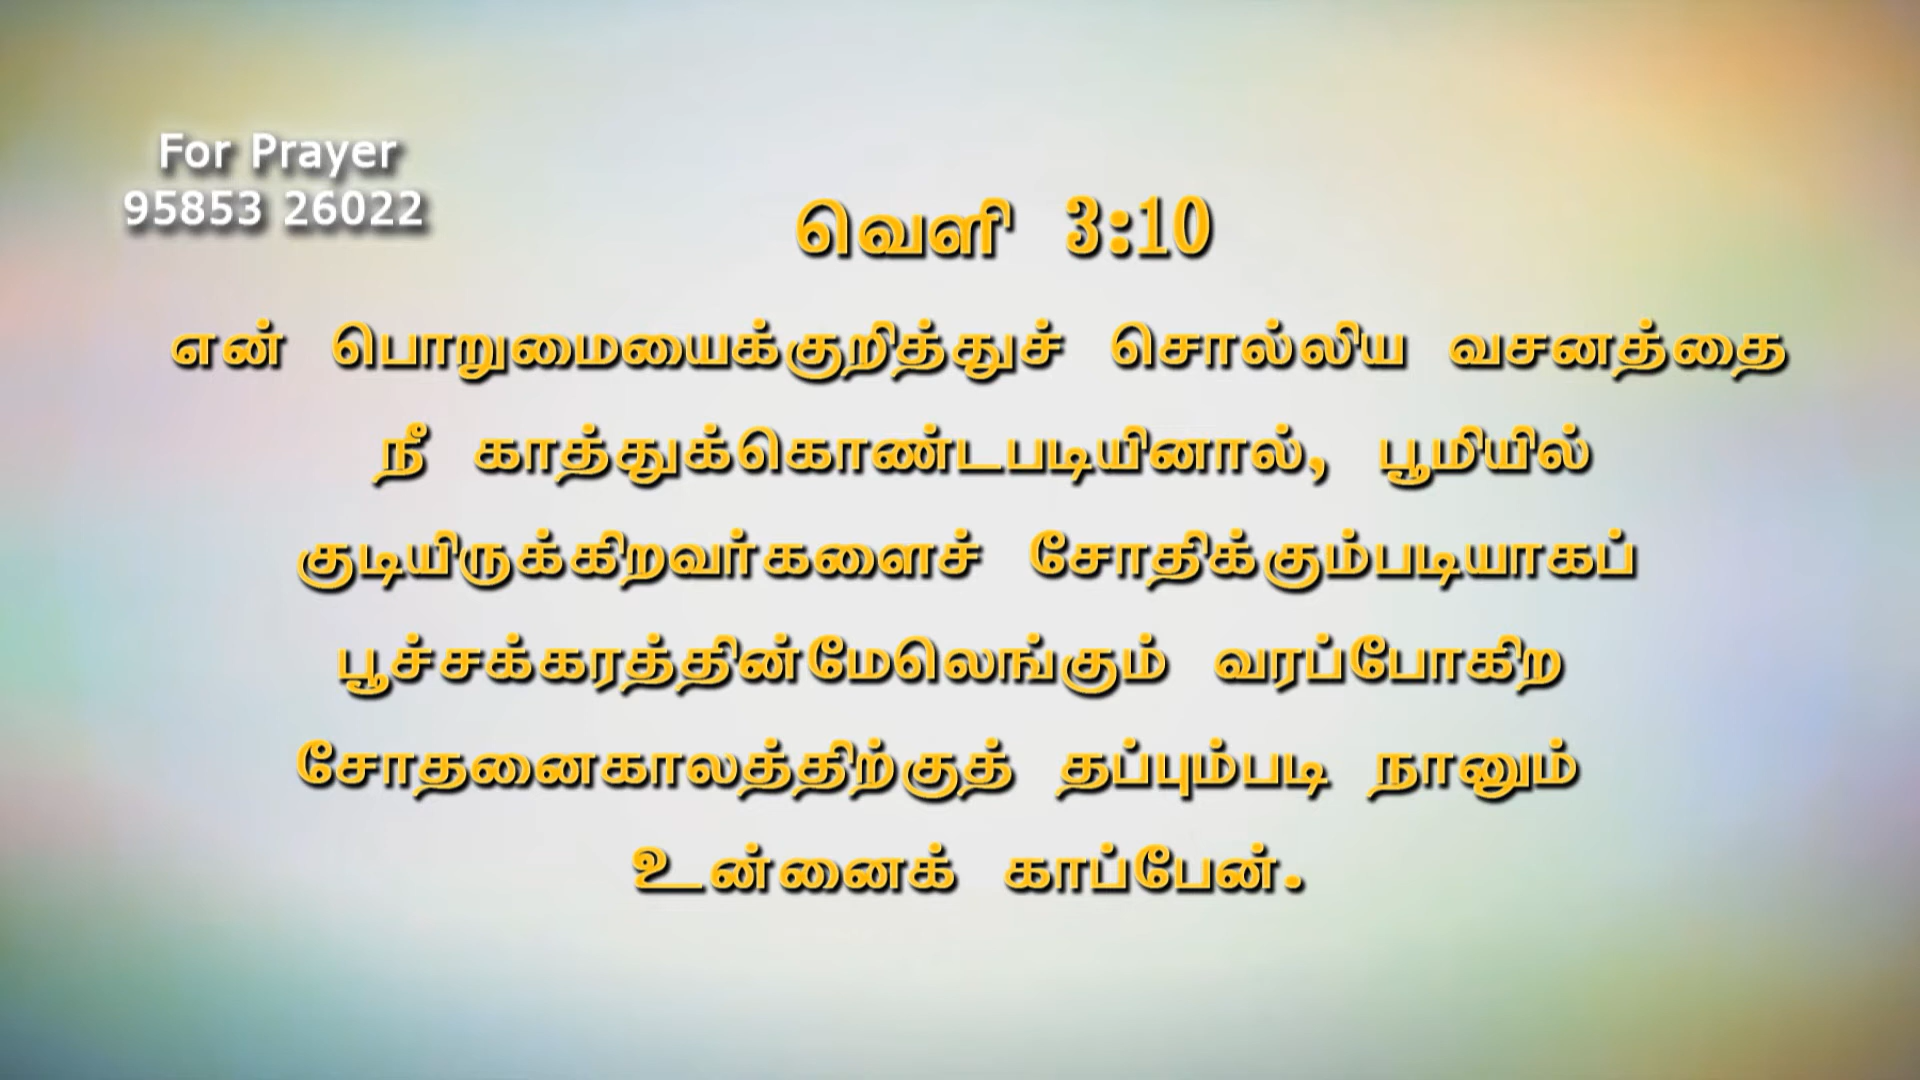 For Prayer
95853 26022
வெளி 3:10
என் பொறுமையைக்குறித்துச் சொல்லிய வசனத்தை
நீ காத்துக்கொண்டபடியினால், பூமியில்
குடியிருக்கிறவர்களைச் சோதிக்கும்படியாகப்
பூச்சக்கரத்தின்மேலெங்கும் வரப்போகிற
சோதனைகாலத்திற்குத் தப்பும்படி நானும்
உன்னைக் காப்பேன்.